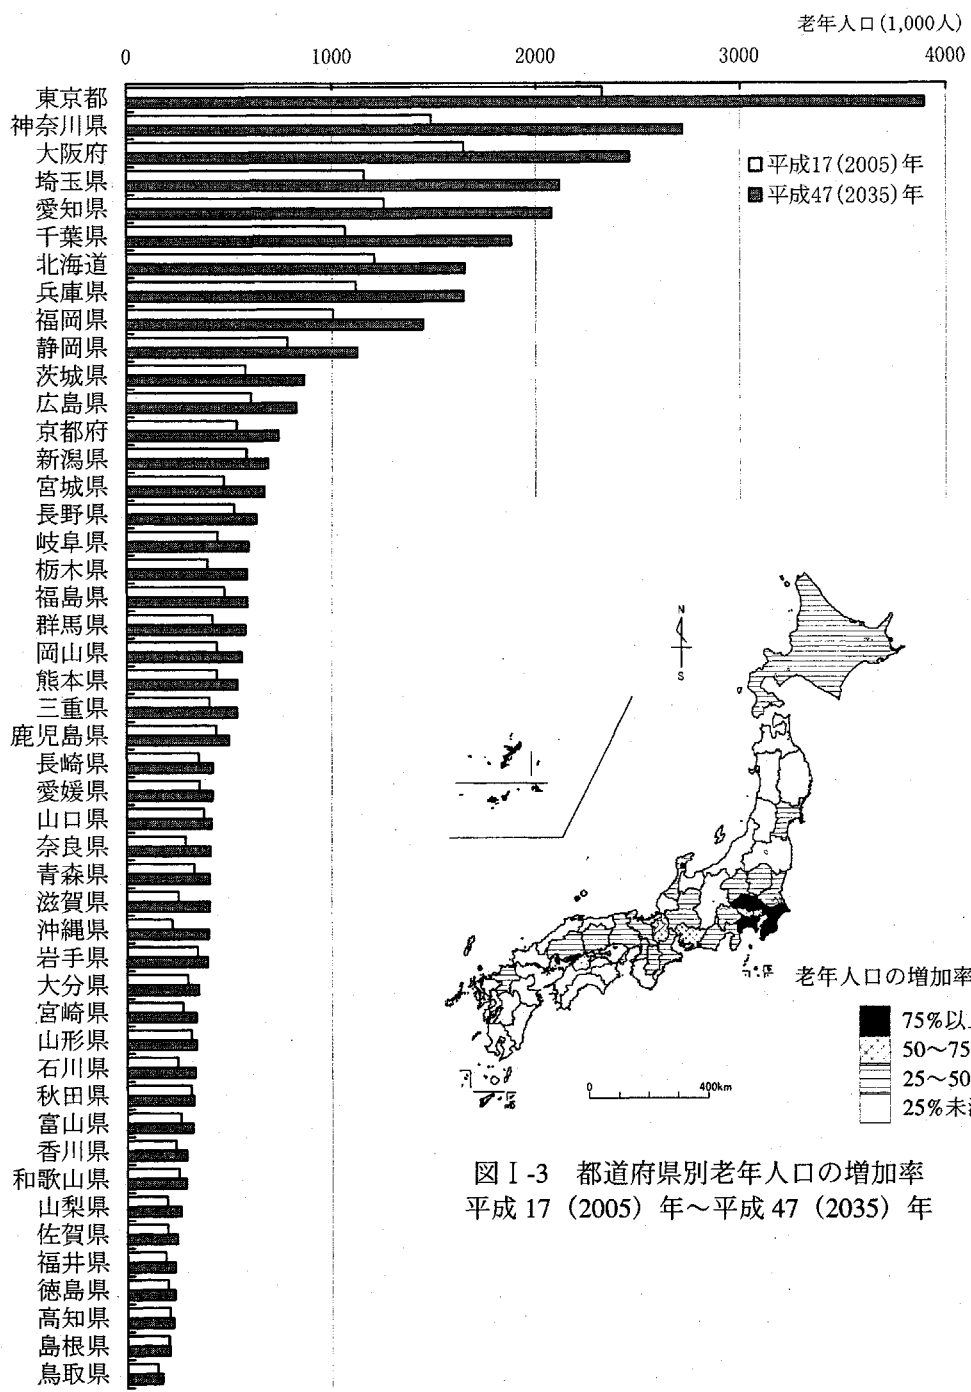 老年人口(1,000人)
0 1000 2000 3000 4000
東京都
神奈川県
大阪府
埼玉県
愛知県
千葉県
北海道
兵庫県
福岡県
静岡県
茨城県
広島県
京都府
新潟県
宮城県
長野県
岐阜県
栃木県
福島県
群馬県
岡山県
熊本県
三重県
鹿児島県
長崎県
愛媛県
山口県
奈良県
青森県
滋賀県
沖縄県
岩手県
大分県
宮崎県
山形県
石川県
秋田県
富山県
香川県
和歌山県
山梨県
佐賀県
福井県
徳島県
高知県
島根県
鳥取県
平成17(2005)年
平成47(2035)年
N
S
0 400km
老年人口の増加率
75%以上
50〜75
25〜50
25%未満
図Ⅰ-3 都道府県別老年人口の増加率
平成 17（2005）年〜平成 47（2035）年